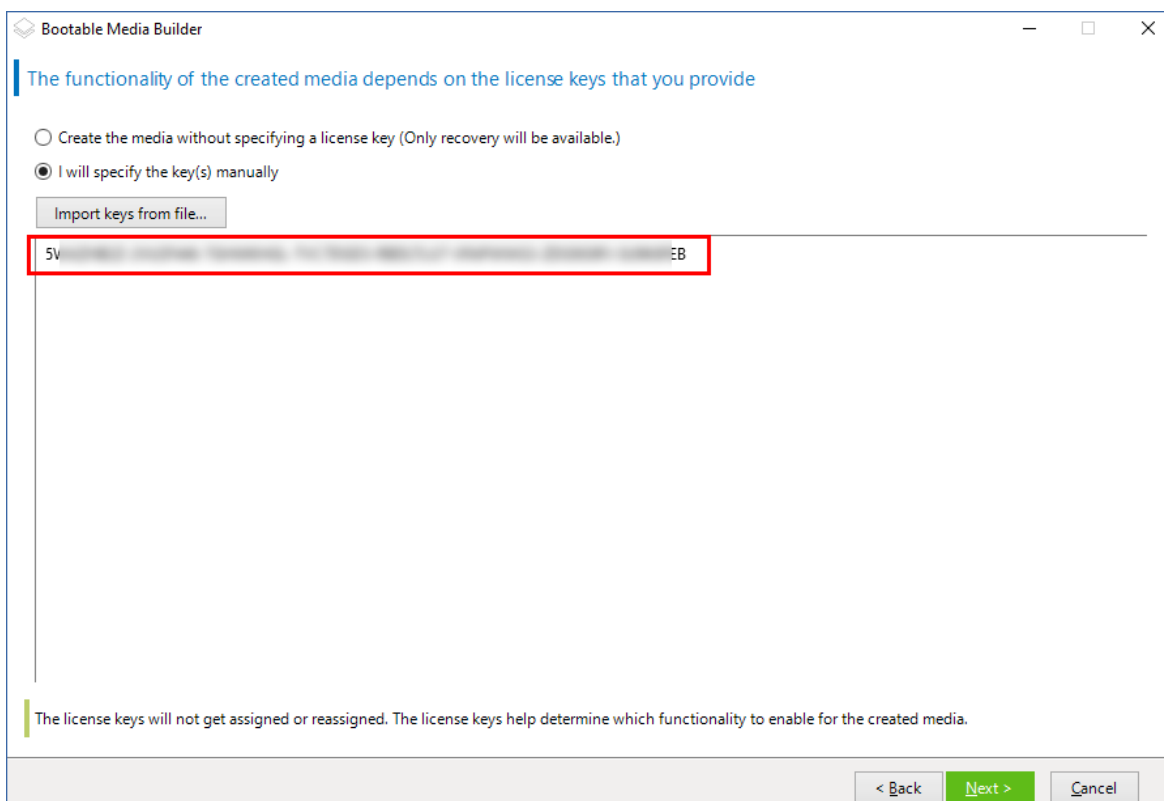 Bootable Media Builder
The functionality of the created media depends on the license keys that you provide
Create the media without specifying a license key (Only recovery will be available.)
I will specify the key(s) manually
Import keys from file...
The license keys will not get assigned or reassigned. The license keys help determine which functionality to enable for the created media.
< Back Next > Cancel